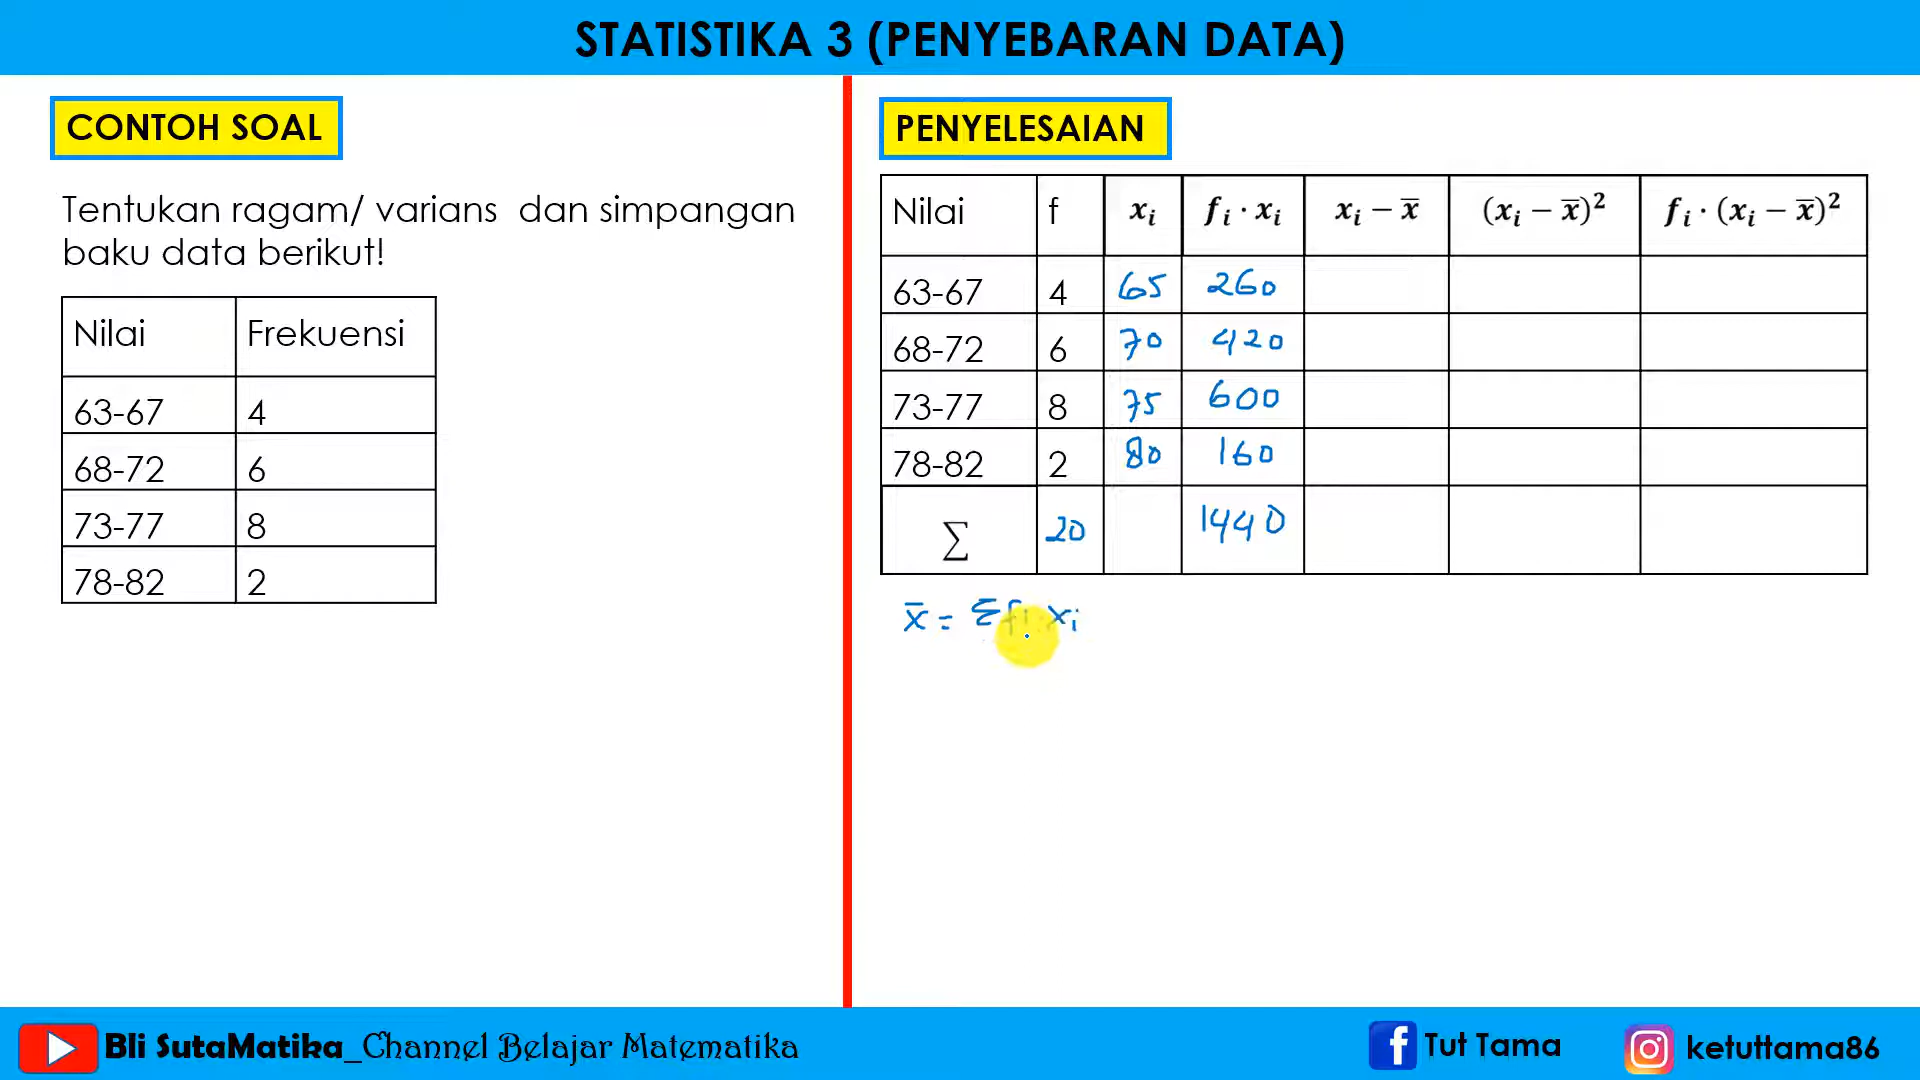 STATISTIKA 3 (PENYEBARAN DATA)
CONTOH SOAL
Tentukan ragam/ varians dan simpangan
baku data berikut!
Nilai Frekuensi
63-67 4
68-72 6
73-77 8
78-82 2
PENYELESAIAN
Nilai f xᵢ fᵢ · xᵢ xᵢ − x̅ (xᵢ − x̅)² fᵢ · (xᵢ − x̅)²
63-67 4 65 260
68-72 6 70 420
73-77 8 75 600
78-82 2 80 160
∑ 20 1440
x̅ = Σfᵢ·xᵢ
Bli SutaMatika_Channel Belajar Matematika
Tut Tama
ketuttama86